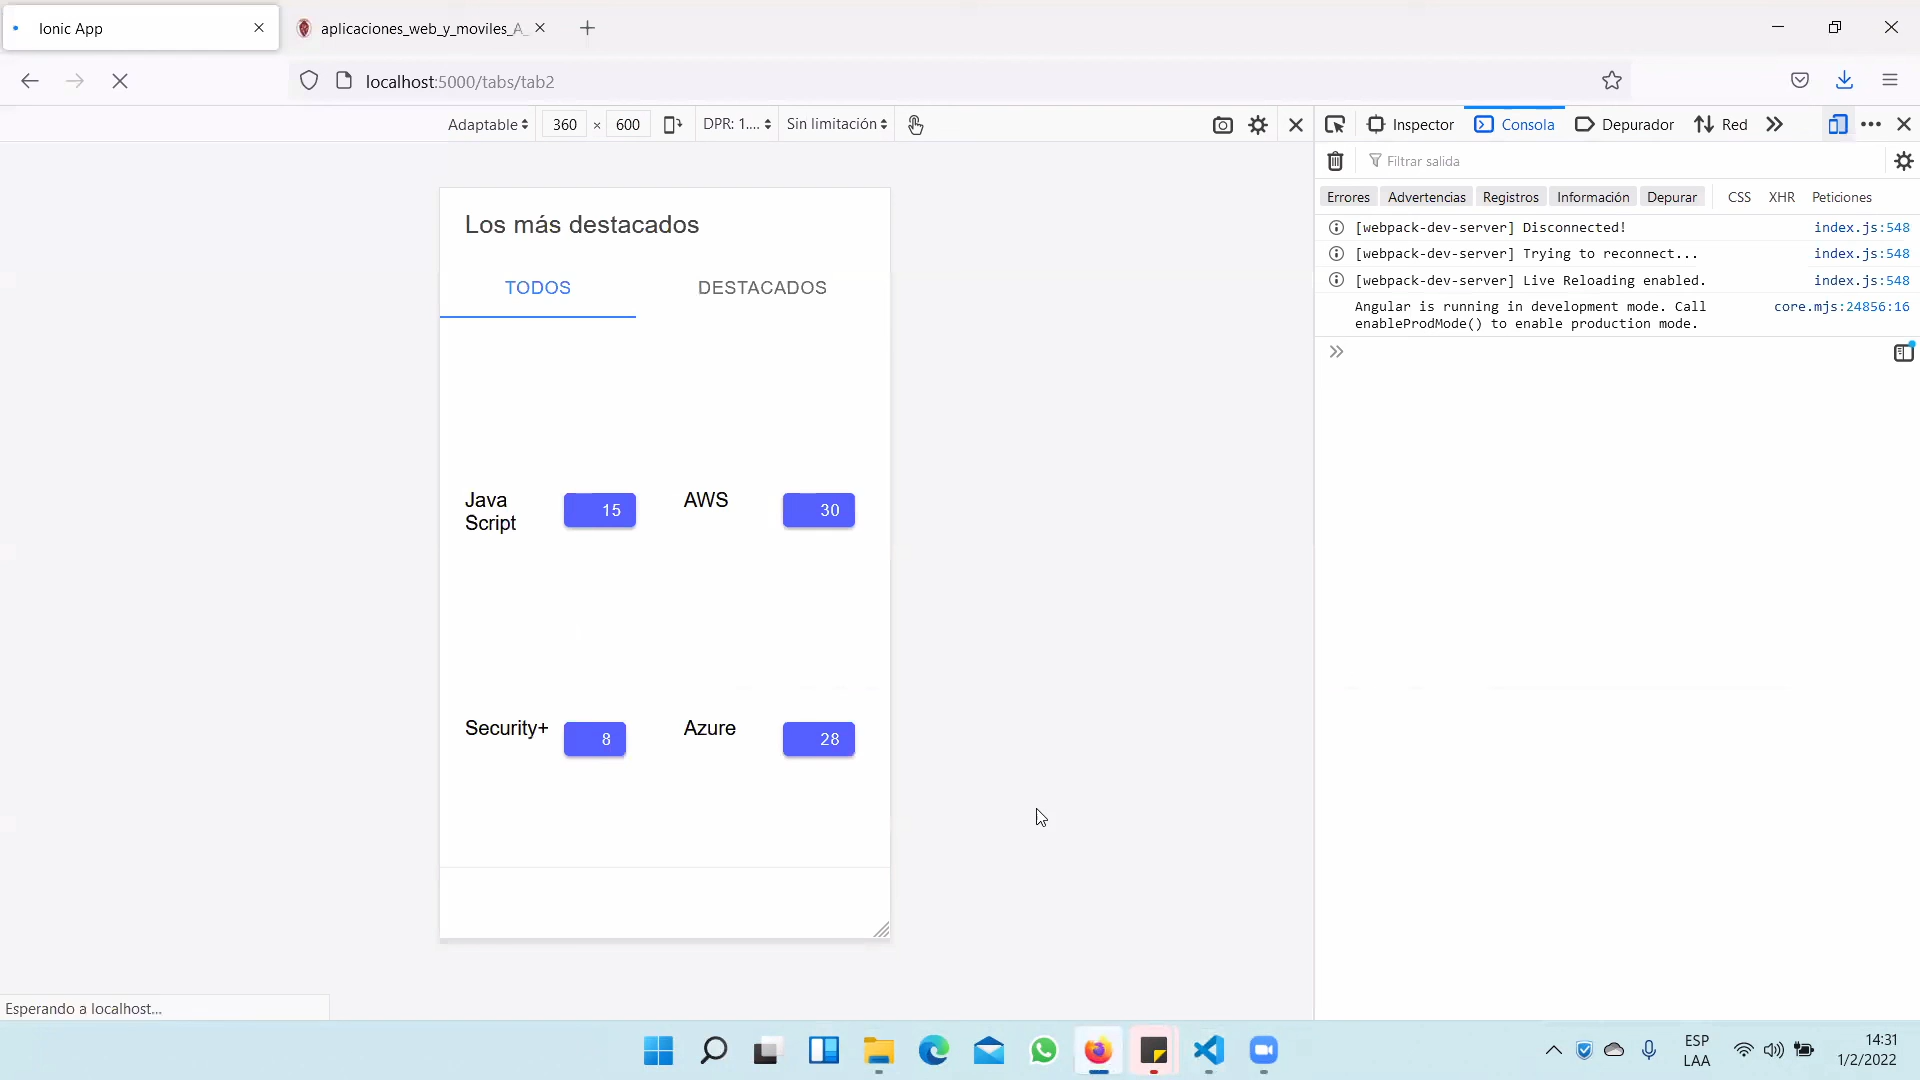 Ionic App
aplicaciones_web_y_moviles_A_
localhost:5000/tabs/tab2
Adaptable 360 × 600 DPR: 1.... Sin limitación
Inspector Consola Depurador Red
Filtrar salida
Errores Advertencias Registros Información Depurar CSS XHR Peticiones
[webpack-dev-server] Disconnected! index.js:548
[webpack-dev-server] Trying to reconnect... index.js:548
[webpack-dev-server] Live Reloading enabled. index.js:548
Angular is running in development mode. Call core.mjs:24856:16
enableProdMode() to enable production mode.
Los más destacados
TODOS DESTACADOS
Java
Script
15
AWS
30
Security+
8
Azure
28
Esperando a localhost...
ESP
LAA
14:31
1/2/2022